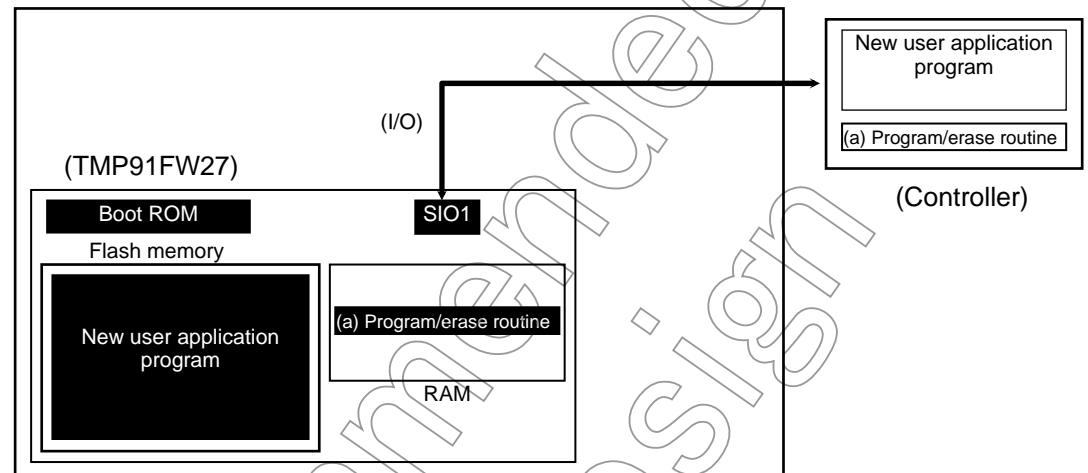 New user application
program
(a) Program/erase routine
(Controller)
(I/O)
(TMP91FW27)
Boot ROM
SIO1
Flash memory
New user application
program
(a) Program/erase routine
RAM